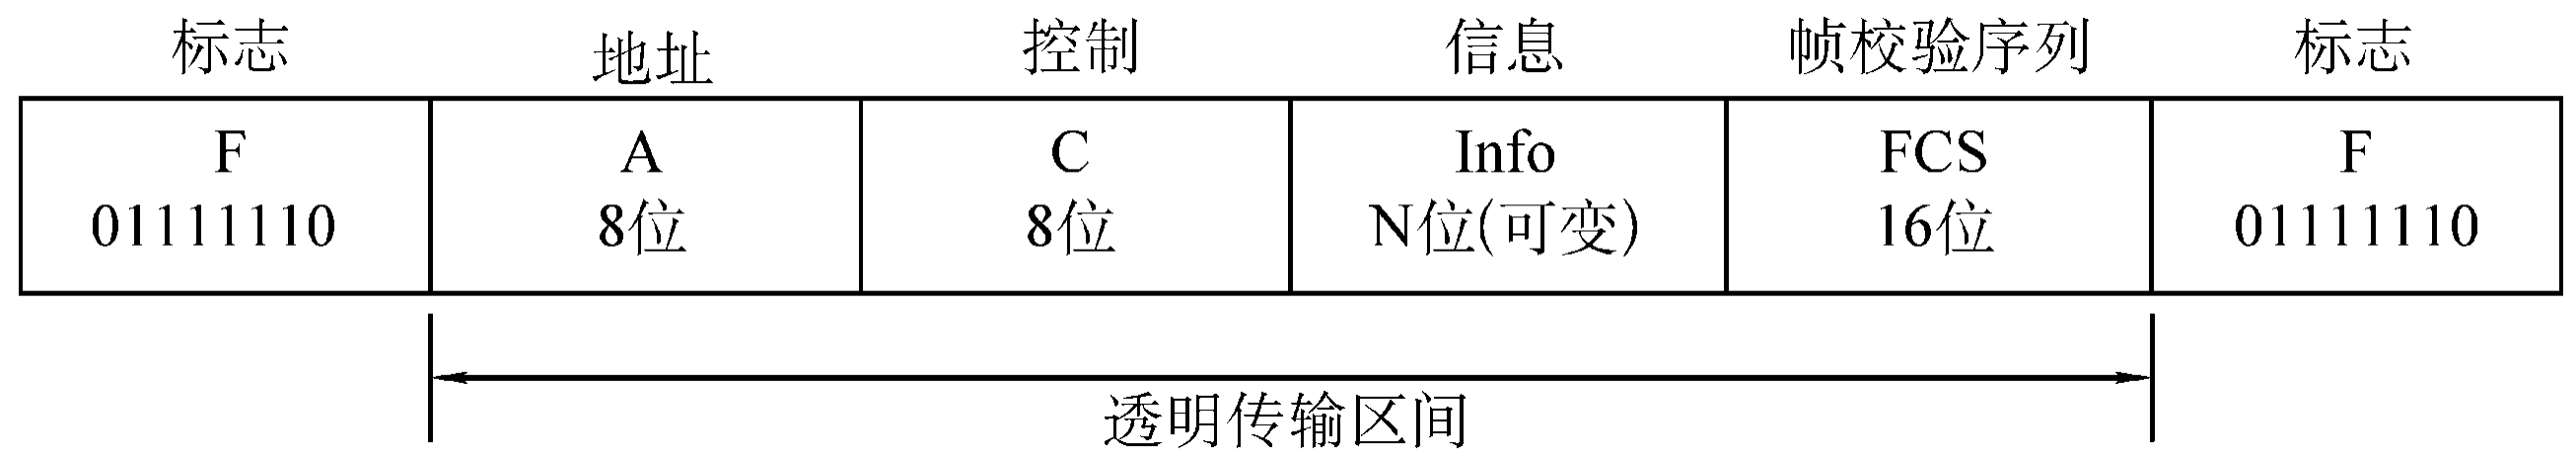 标志 地址 控制 信息 帧校验序列 标志
F A C Info FCS F
01111110 8位 8位 N位(可变) 16位 01111110
透明传输区间